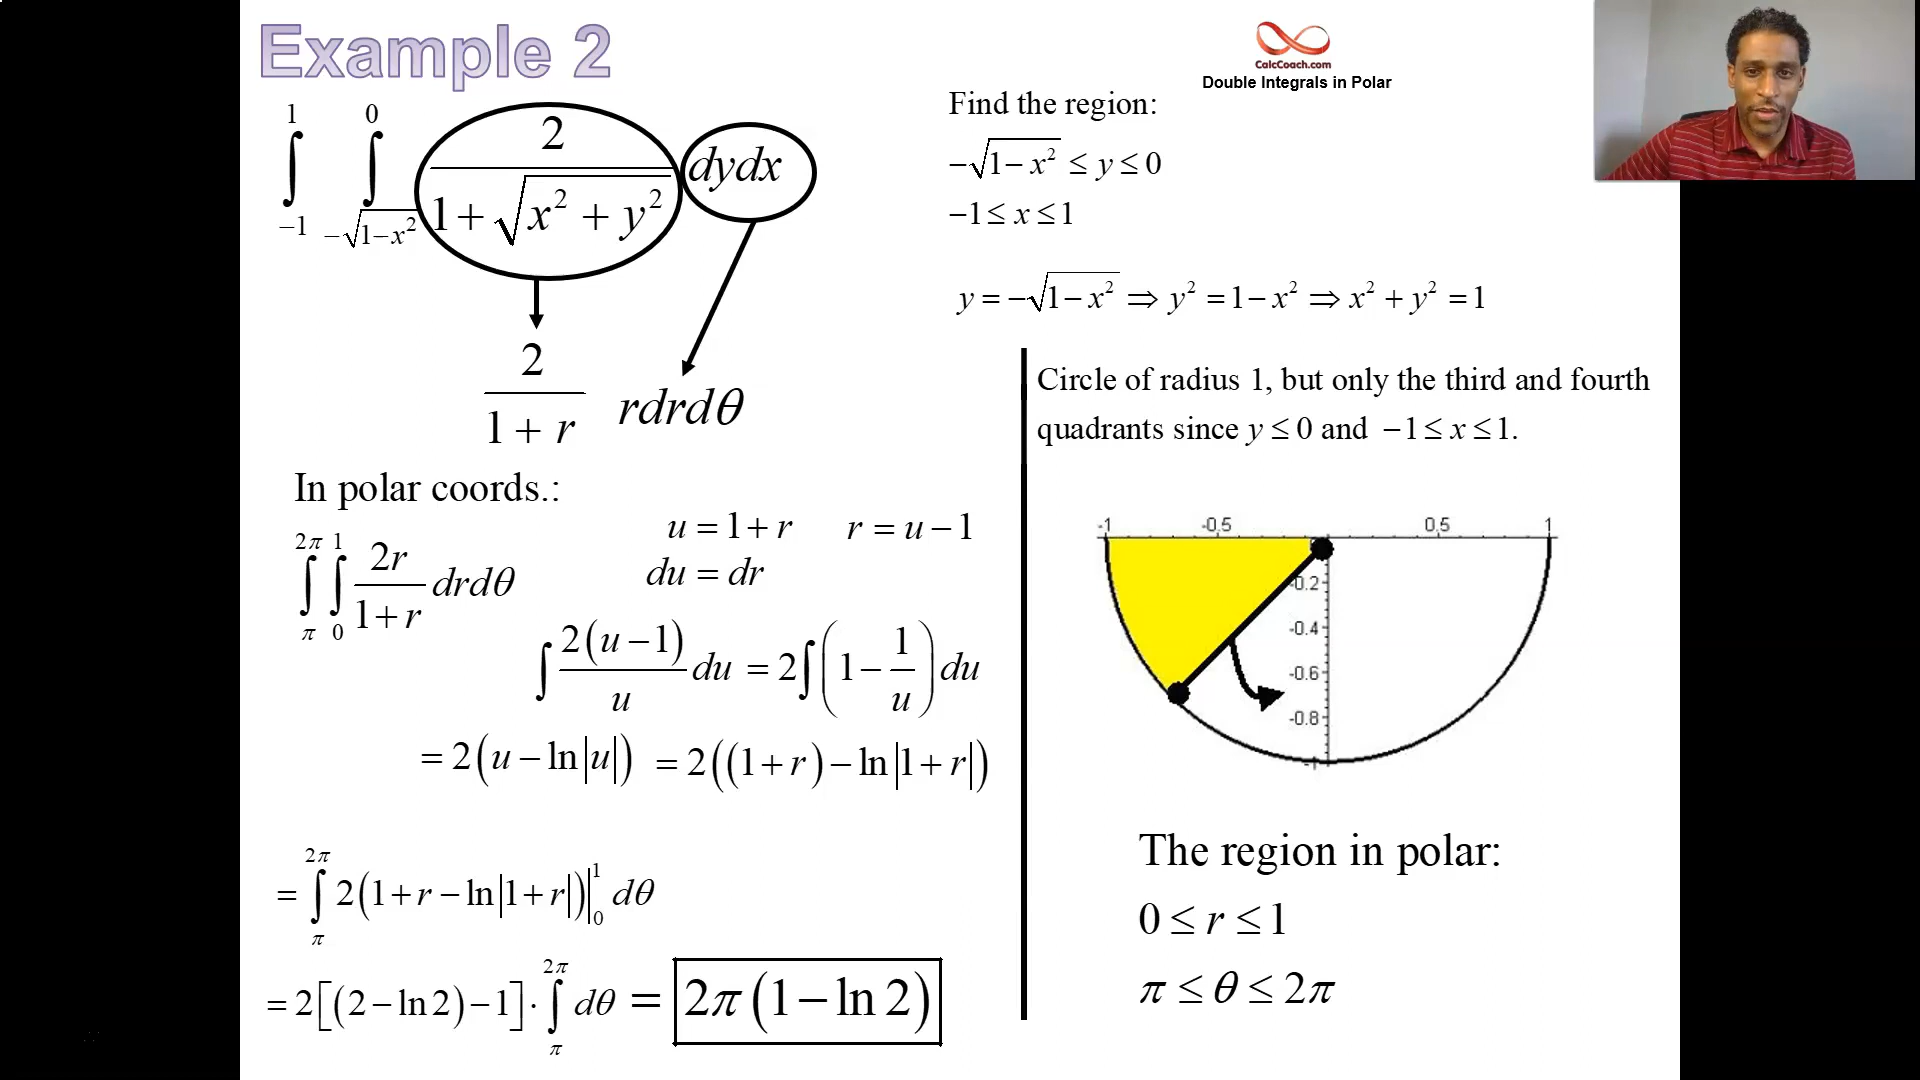 Example 2
CalcCoach.com
Double Integrals in Polar
∫_{-1}^{1} ∫_{-√(1-x²)}^{0} 2/(1+√(x²+y²)) dydx
2/(1+r) rdrdθ
In polar coords.:
∫_{π}^{2π} ∫_{0}^{1} 2r/(1+r) drdθ
u = 1+r r = u−1
du = dr
∫ 2(u−1)/u du = 2∫(1−1/u)du
= 2(u−ln|u|) = 2((1+r)−ln|1+r|)
= ∫_{π}^{2π} 2(1+r−ln|1+r|)|_{0}^{1} dθ
= 2[(2−ln2)−1]·∫_{π}^{2π} dθ = 2π(1−ln2)
Find the region:
−√(1−x²) ≤ y ≤ 0
−1 ≤ x ≤ 1
y = −√(1−x²) ⇒ y² = 1−x² ⇒ x² + y² = 1
Circle of radius 1, but only the third and fourth
quadrants since y ≤ 0 and −1 ≤ x ≤ 1.
-1 -0.5 0.5 1
-0.2
-0.4
-0.6
-0.8
-1
The region in polar:
0 ≤ r ≤ 1
π ≤ θ ≤ 2π